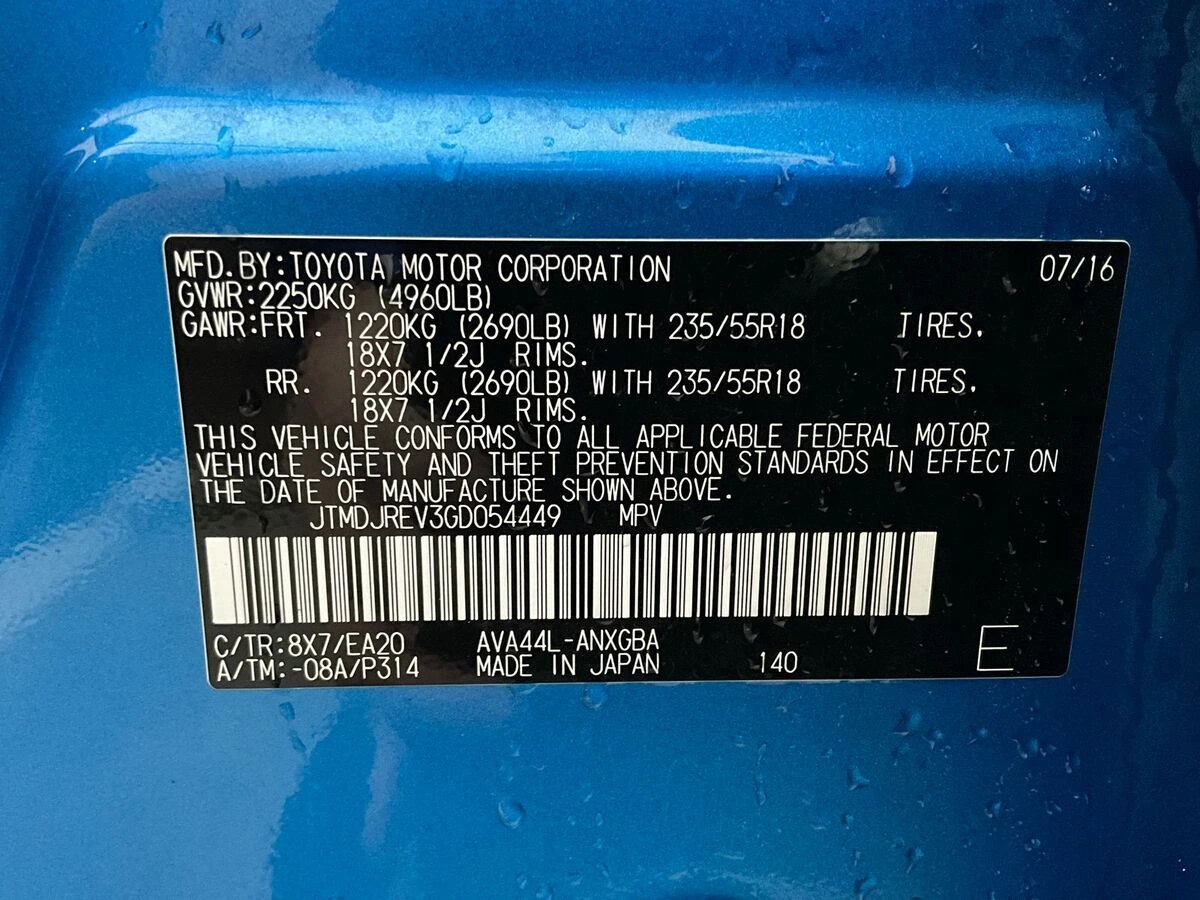 MFD.BY:TOYOTA MOTOR CORPORATION 07/16
GVWR:2250KG (4960LB)
GAWR:FRT. 1220KG (2690LB) WITH 235/55R18 TIRES.
18X7 1/2J RIMS.
RR. 1220KG (2690LB) WITH 235/55R18 TIRES.
18X7 1/2J RIMS.
THIS VEHICLE CONFORMS TO ALL APPLICABLE FEDERAL MOTOR
VEHICLE SAFETY AND THEFT PREVENTION STANDARDS IN EFFECT ON
THE DATE OF MANUFACTURE SHOWN ABOVE.
JTMDJREV3GD054449 MPV
C/TR:8X7/EA20 AVA44L-ANXGBA
A/TM:-08A/P314 MADE IN JAPAN 140 E